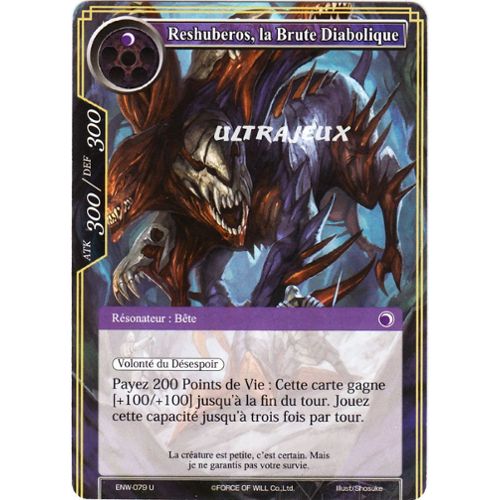 Reshuberos, la Brute Diabolique
ULTRAJEUX
ATK 300 / DEF 300
Résonateur : Bête
Volonté du Désespoir
Payez 200 Points de Vie : Cette carte gagne
[+100/+100] jusqu'à la fin du tour. Jouez
cette capacité jusqu'à trois fois par tour.
La créature est petite, c'est certain. Mais
je ne garantis pas votre survie.
ENW-079 U
©FORCE OF WILL Co.,Ltd.
Illust/Shosuke